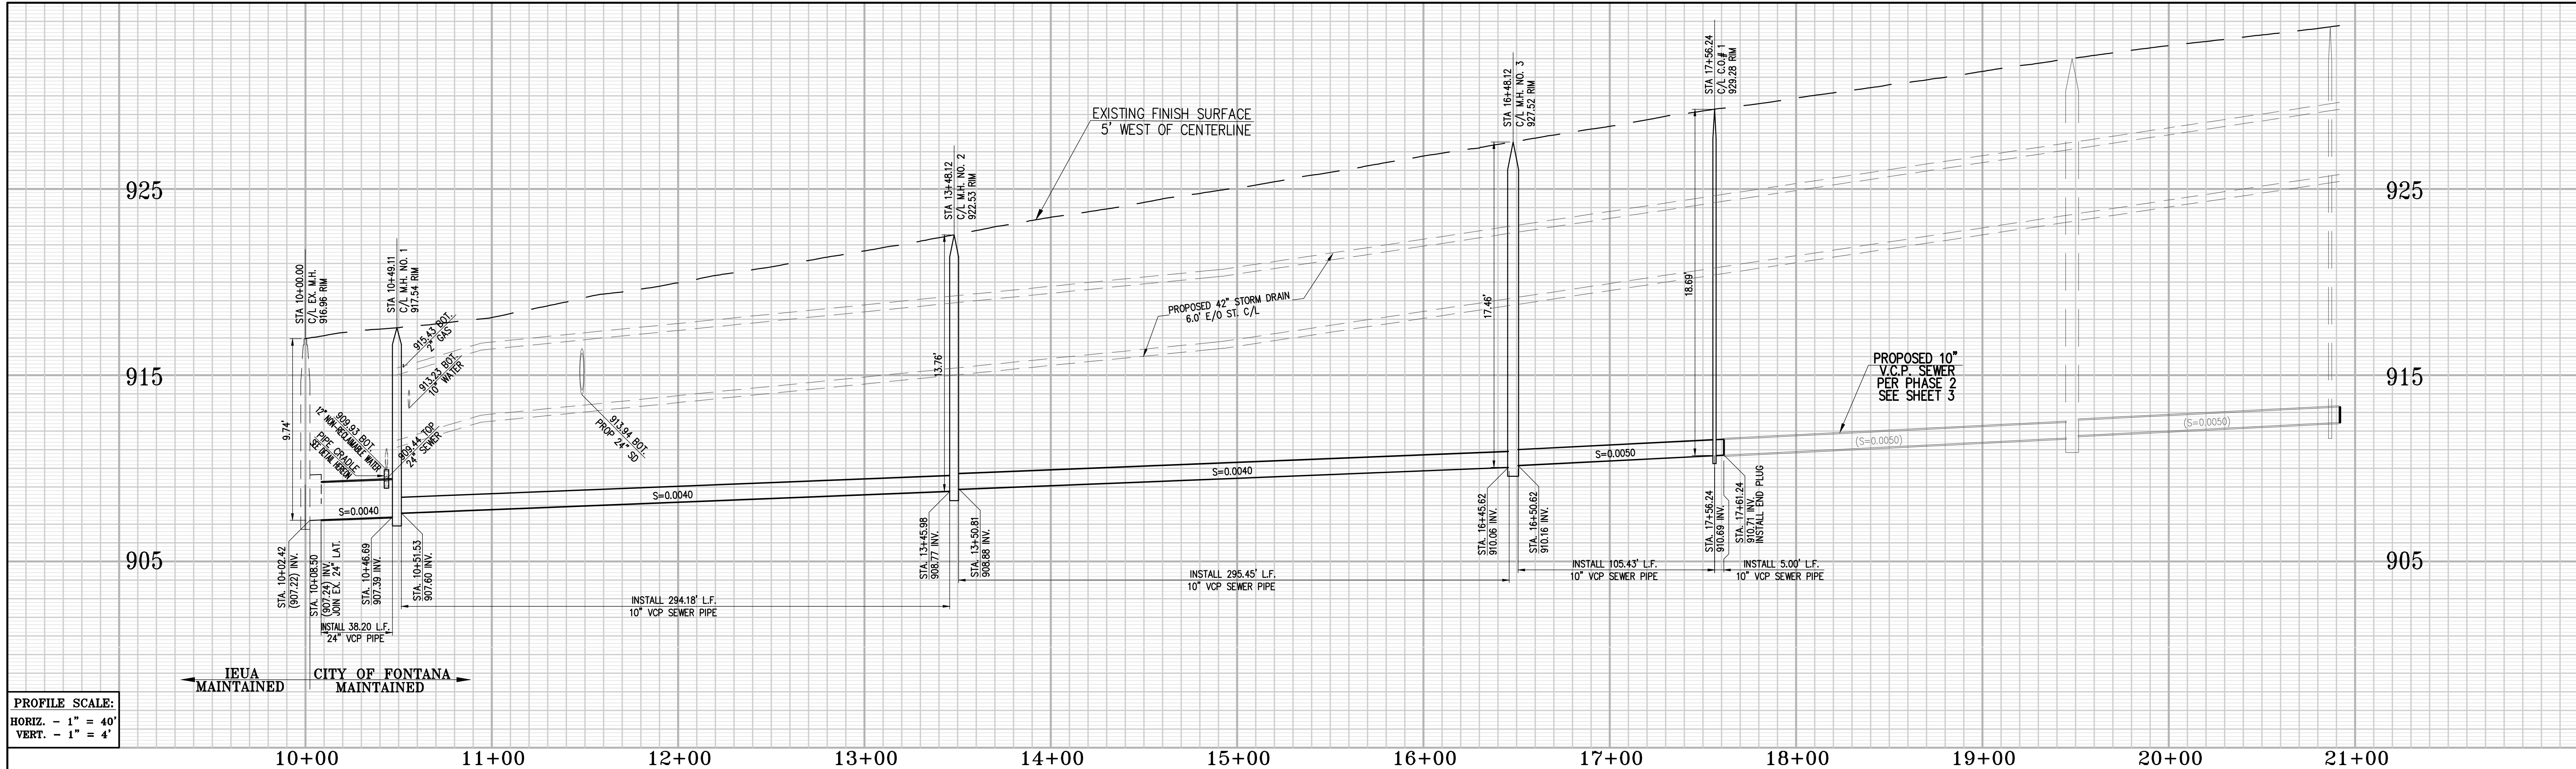 STA 10+00.00
C/L EX. M.H.
916.96 RIM
STA 10+49.11
C/L M.H. NO. 1
917.54 RIM
STA 13+48.12
C/L M.H. NO. 2
922.53 RIM
STA 16+48.12
C/L M.H. NO. 3
927.52 RIM
STA 17+56.24
C/L C.O.#1
929.28 RIM
EXISTING FINISH SURFACE
5' WEST OF CENTERLINE
925
925
915
915
905
905
915.43 BOT.
2" GAS
913.23 BOT.
10" WATER
909.93 BOT.
12" NON-RECLAIMABLE WATER
PIPE CRADLE
SEE DETAIL HEREON
909.44 TOP
24" SEWER
913.94 BOT.
PROP 24" SD
PROPOSED 42" STORM DRAIN
6.0' E/O ST. C/L
PROPOSED 10"
V.C.P. SEWER
PER PHASE 2
SEE SHEET 3
9.74'
13.76'
17.46'
18.69'
S=0.0040
S=0.0040
S=0.0040
S=0.0050
(S=0.0050)
(S=0.0050)
STA. 10+02.42
(907.22) INV.
STA. 10+08.50
(907.24) INV.
JOIN EX. 24" LAT.
STA. 10+46.69
907.39 INV.
STA. 10+51.53
907.60 INV.
STA. 13+45.98
908.77 INV.
STA. 13+50.81
908.88 INV.
STA. 16+45.62
910.06 INV.
STA. 16+50.62
910.16 INV.
STA. 17+56.24
910.69 INV.
STA. 17+61.24
910.71 INV.
INSTALL END PLUG
INSTALL 38.20 L.F.
24" VCP PIPE
INSTALL 294.18' L.F.
10" VCP SEWER PIPE
INSTALL 295.45' L.F.
10" VCP SEWER PIPE
INSTALL 105.43' L.F.
10" VCP SEWER PIPE
INSTALL 5.00' L.F.
10" VCP SEWER PIPE
IEUA
MAINTAINED
CITY OF FONTANA
MAINTAINED
PROFILE SCALE:
HORIZ. - 1" = 40'
VERT. - 1" = 4'
10+00
11+00
12+00
13+00
14+00
15+00
16+00
17+00
18+00
19+00
20+00
21+00